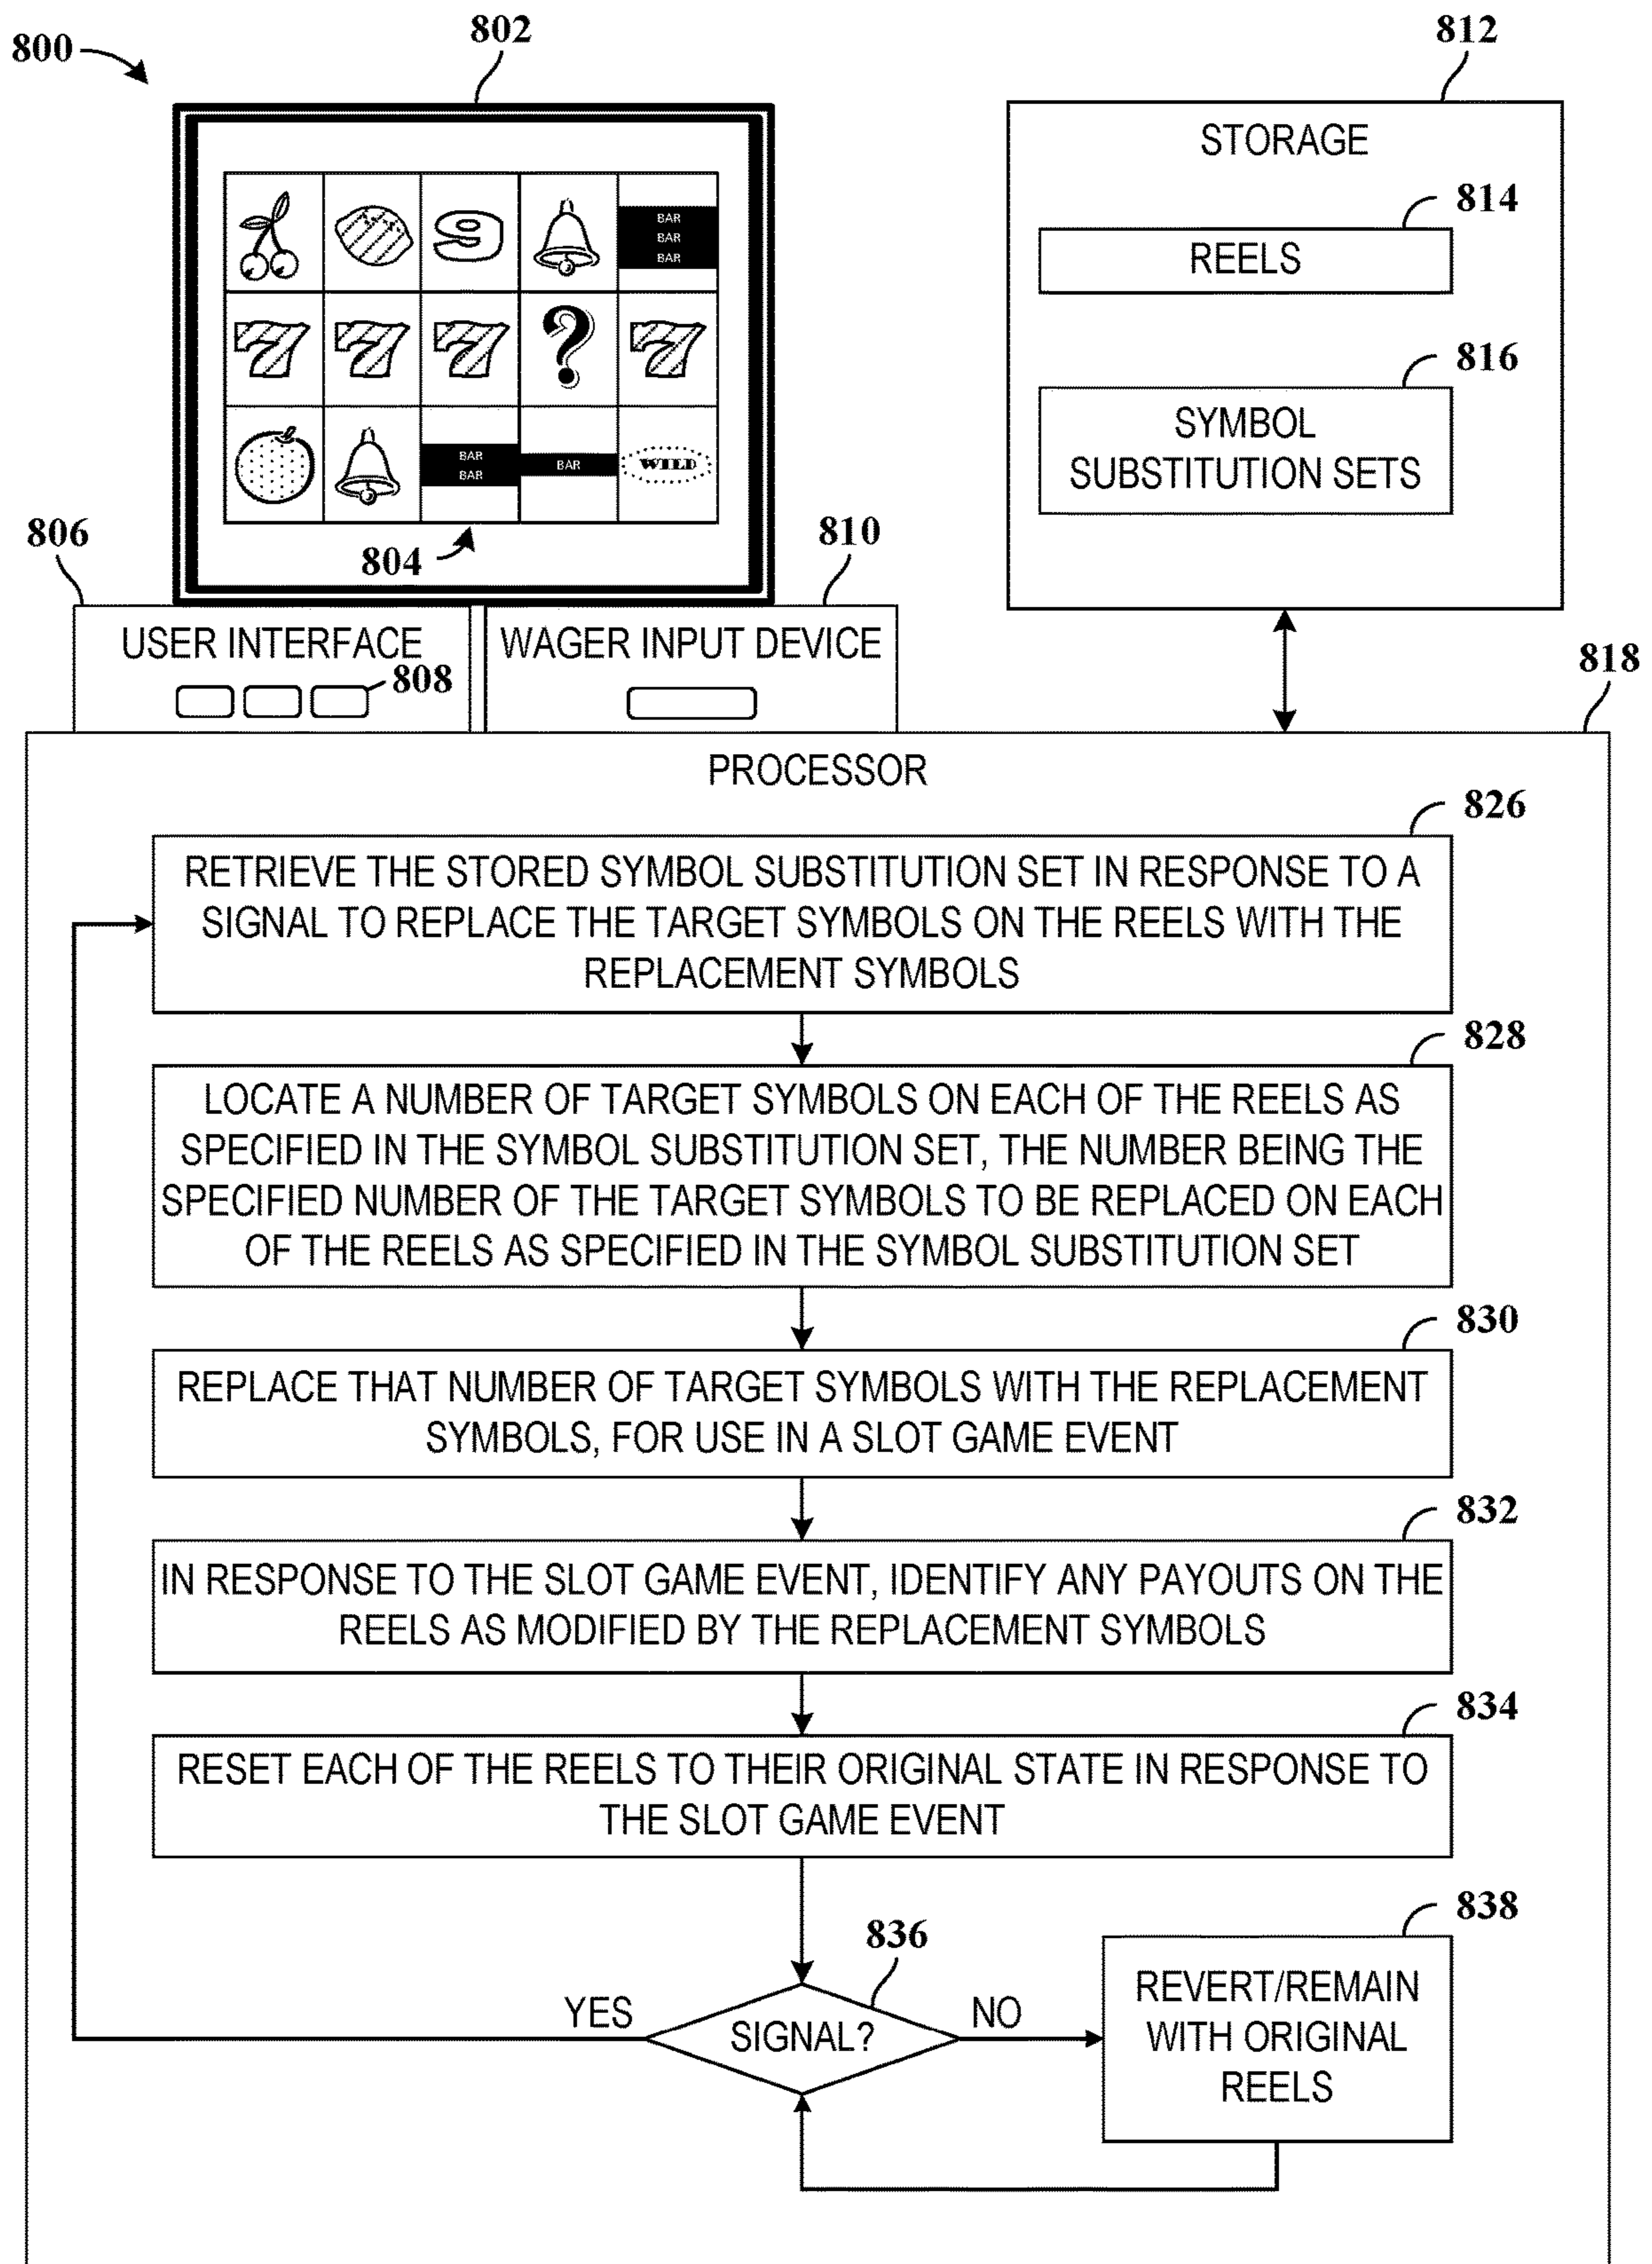 800
802
812
STORAGE
814
REELS
816
SYMBOL
SUBSTITUTION SETS
9
BAR
BAR
BAR
7
7
7
?
7
BAR
BAR
BAR
WILD
804
806
810
USER INTERFACE
808
WAGER INPUT DEVICE
818
PROCESSOR
826
RETRIEVE THE STORED SYMBOL SUBSTITUTION SET IN RESPONSE TO A
SIGNAL TO REPLACE THE TARGET SYMBOLS ON THE REELS WITH THE
REPLACEMENT SYMBOLS
828
LOCATE A NUMBER OF TARGET SYMBOLS ON EACH OF THE REELS AS
SPECIFIED IN THE SYMBOL SUBSTITUTION SET, THE NUMBER BEING THE
SPECIFIED NUMBER OF THE TARGET SYMBOLS TO BE REPLACED ON EACH
OF THE REELS AS SPECIFIED IN THE SYMBOL SUBSTITUTION SET
830
REPLACE THAT NUMBER OF TARGET SYMBOLS WITH THE REPLACEMENT
SYMBOLS, FOR USE IN A SLOT GAME EVENT
832
IN RESPONSE TO THE SLOT GAME EVENT, IDENTIFY ANY PAYOUTS ON THE
REELS AS MODIFIED BY THE REPLACEMENT SYMBOLS
834
RESET EACH OF THE REELS TO THEIR ORIGINAL STATE IN RESPONSE TO
THE SLOT GAME EVENT
836
YES
SIGNAL?
NO
838
REVERT/REMAIN
WITH ORIGINAL
REELS